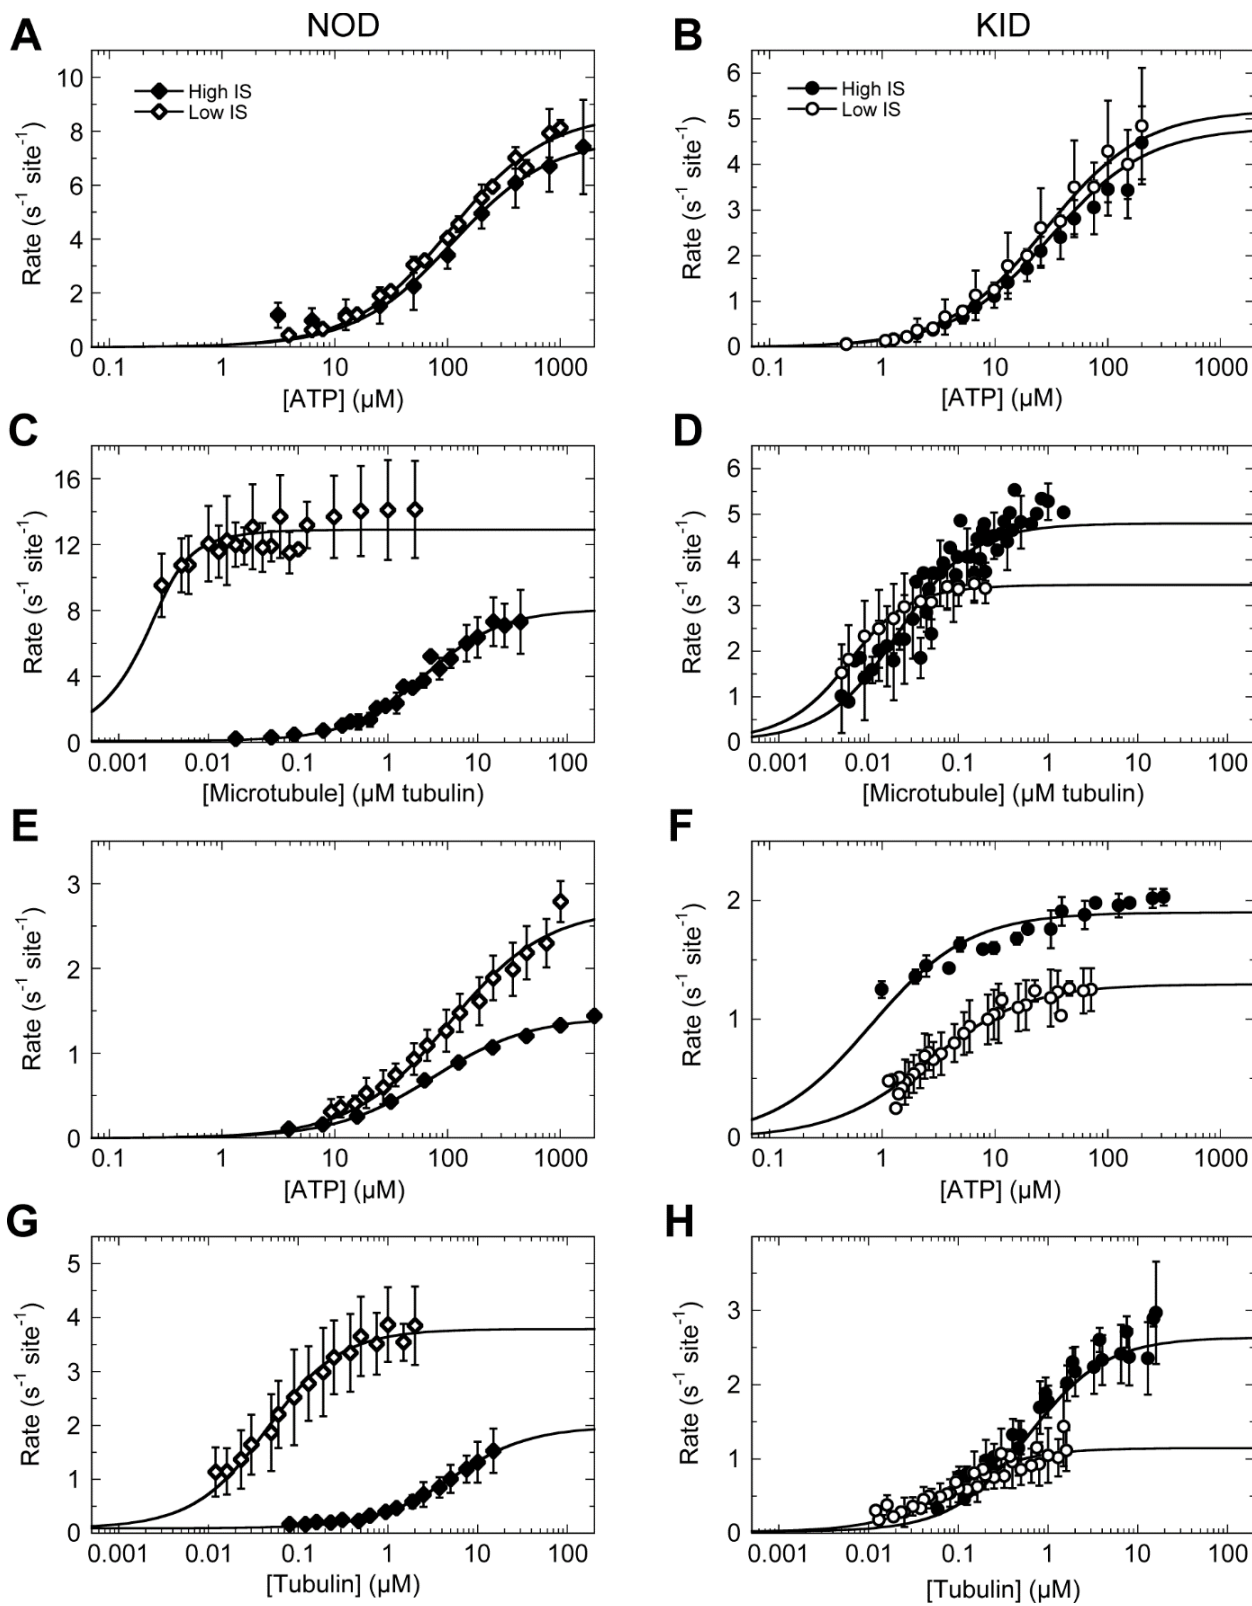 NOD
KID
A
High IS
Low IS
Rate (s⁻¹ site⁻¹)
10
8
6
4
2
0
0.1 1 10 100 1000
[ATP] (µM)
B
High IS
Low IS
Rate (s⁻¹ site⁻¹)
6
5
4
3
2
1
0
0.1 1 10 100 1000
[ATP] (µM)
C
Rate (s⁻¹ site⁻¹)
16
12
8
4
0
0.001 0.01 0.1 1 10 100
[Microtubule] (µM tubulin)
D
Rate (s⁻¹ site⁻¹)
6
5
4
3
2
1
0
0.001 0.01 0.1 1 10 100
[Microtubule] (µM tubulin)
E
Rate (s⁻¹ site⁻¹)
3
2
1
0
0.1 1 10 100 1000
[ATP] (µM)
F
Rate (s⁻¹ site⁻¹)
2
1
0
0.1 1 10 100 1000
[ATP] (µM)
G
Rate (s⁻¹ site⁻¹)
5
4
3
2
1
0
0.001 0.01 0.1 1 10 100
[Tubulin] (µM)
H
Rate (s⁻¹ site⁻¹)
3
2
1
0
0.001 0.01 0.1 1 10 100
[Tubulin] (µM)